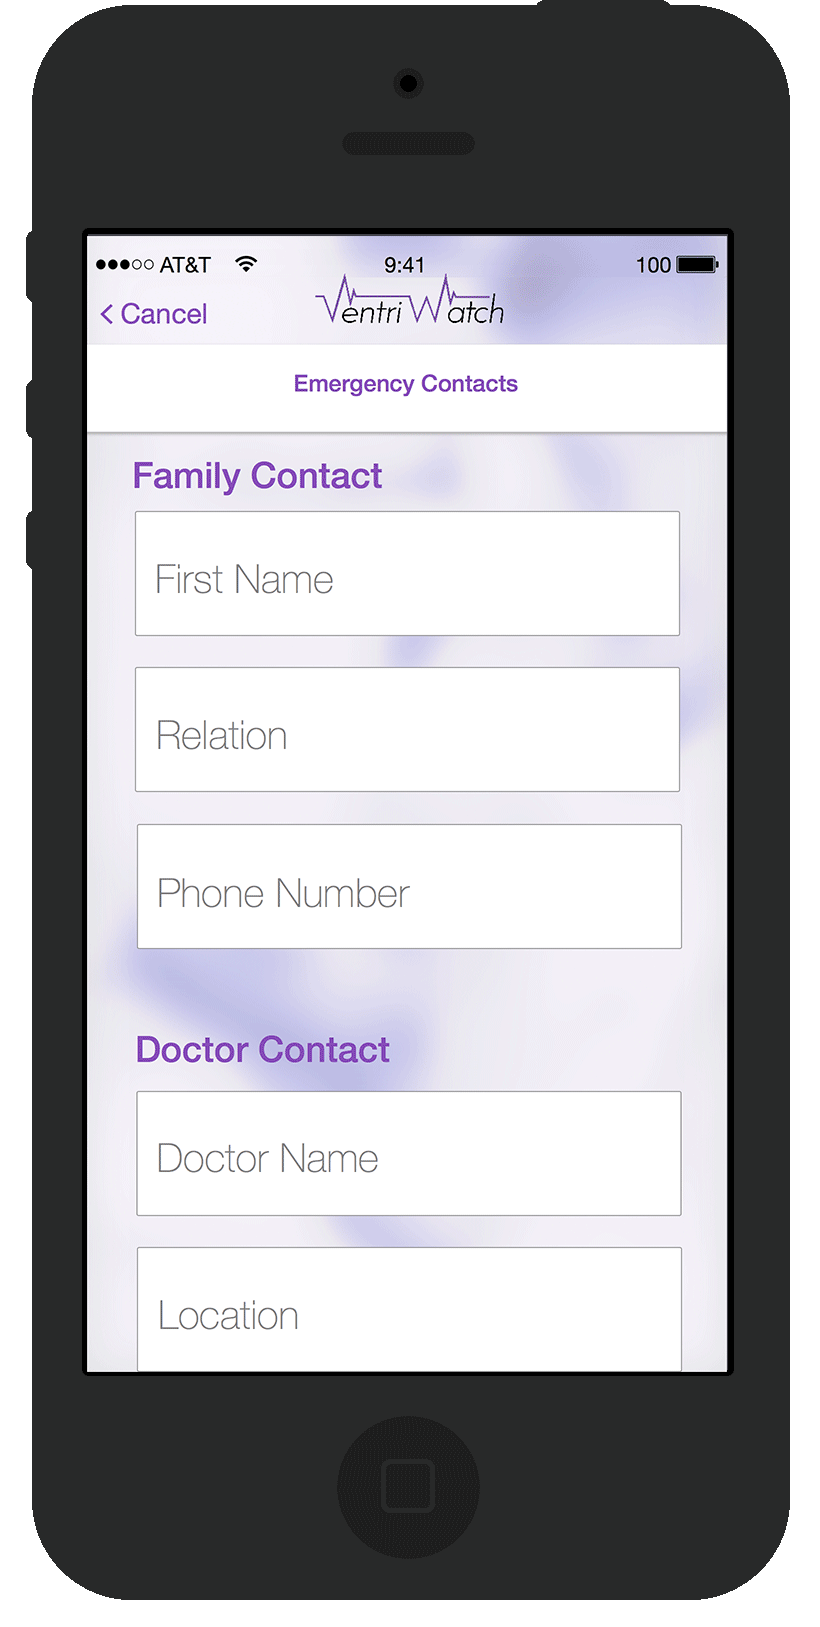 AT&T 9:41 100
Cancel VentriWatch
Emergency Contacts
Family Contact
First Name
Relation
Phone Number
Doctor Contact
Doctor Name
Location